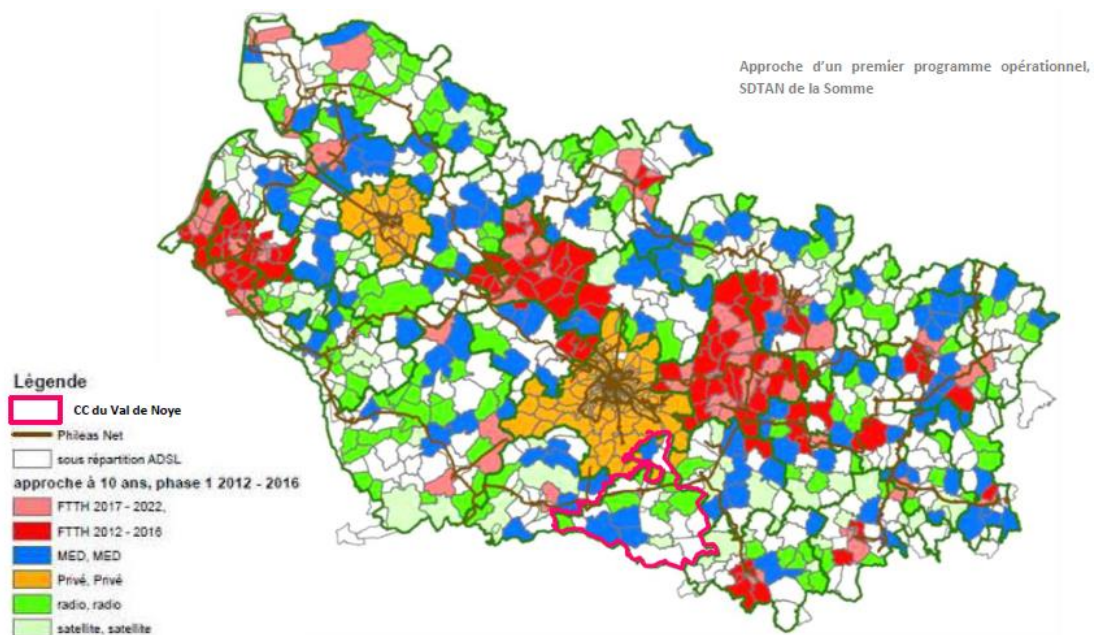 Approche d'un premier programme opérationnel,
SDTAN de la Somme
Légende
CC du Val de Noye
Phileas Net
sous répartition ADSL
approche à 10 ans, phase 1 2012 - 2016
FTTH 2017 - 2022,
FTTH 2012 - 2016
MED, MED
Privé, Privé
radio, radio
satellite, satellite